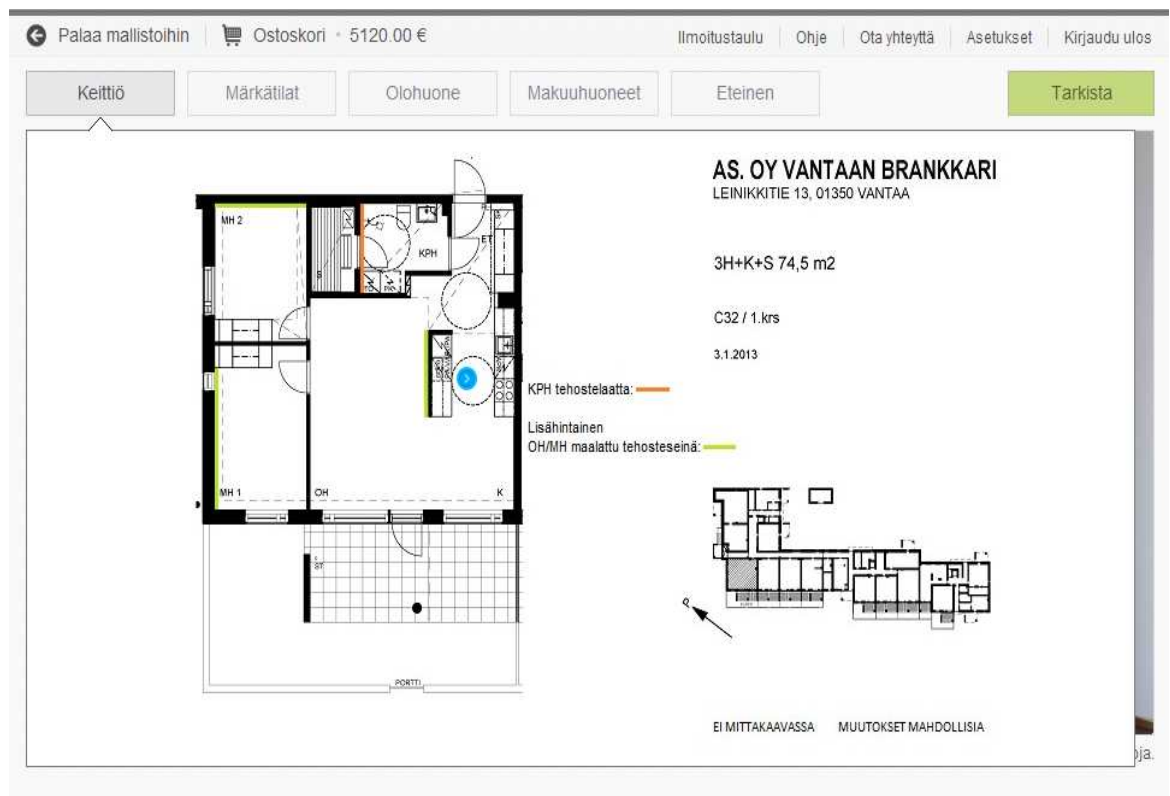 Palaa mallistoihin
Ostoskori • 5120.00 €
Ilmoitustaulu
Ohje
Ota yhteyttä
Asetukset
Kirjaudu ulos
Keittiö
Märkätilat
Olohuone
Makuuhuoneet
Eteinen
Tarkista
AS. OY VANTAAN BRANKKARI
LEINIKKITIE 13, 01350 VANTAA
3H+K+S 74,5 m2
C32 / 1.krs
3.1.2013
MH 2
S
KPH
ET
KPH tehostelaatta:
Lisähintainen
OH/MH maalattu tehosteseinä:
MH 1
OH
K
ST
P
PORTTI
EI MITTAKAAVASSA
MUUTOKSET MAHDOLLISIA
oja.